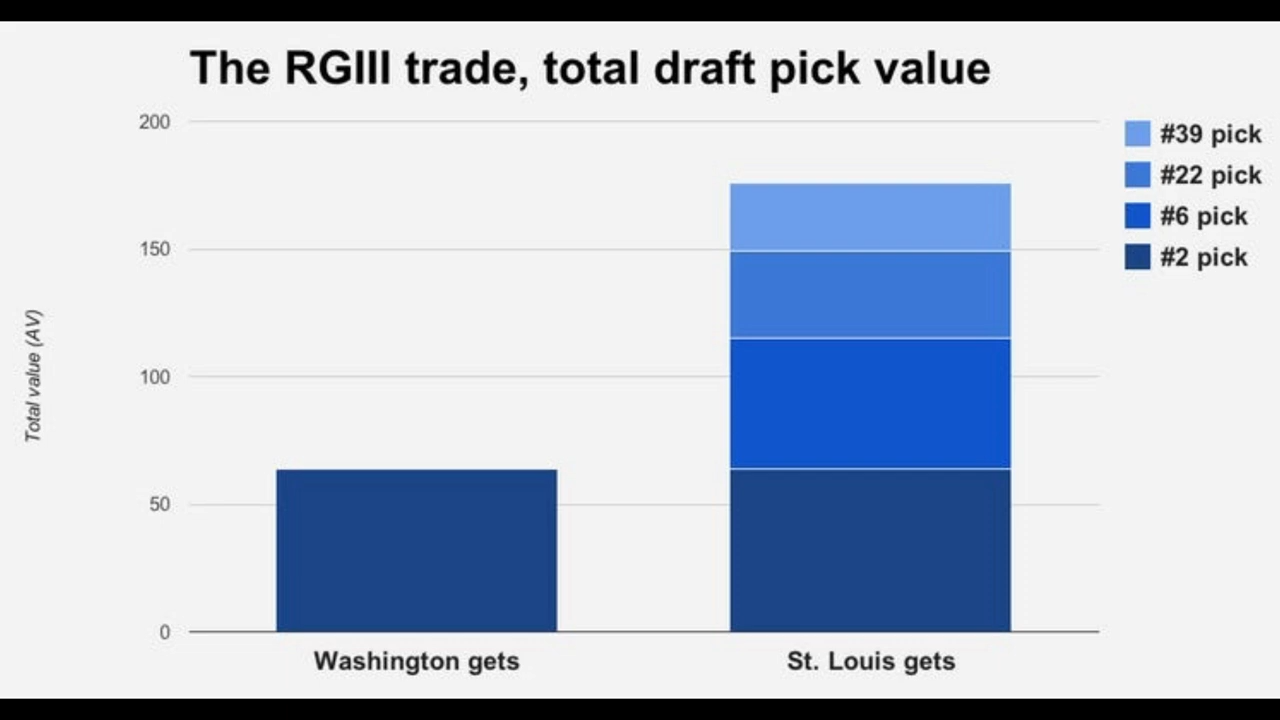 The RGIII trade, total draft pick value
200
150
100
50
0
Total value (AV)
Washington gets
St. Louis gets
#39 pick
#22 pick
#6 pick
#2 pick